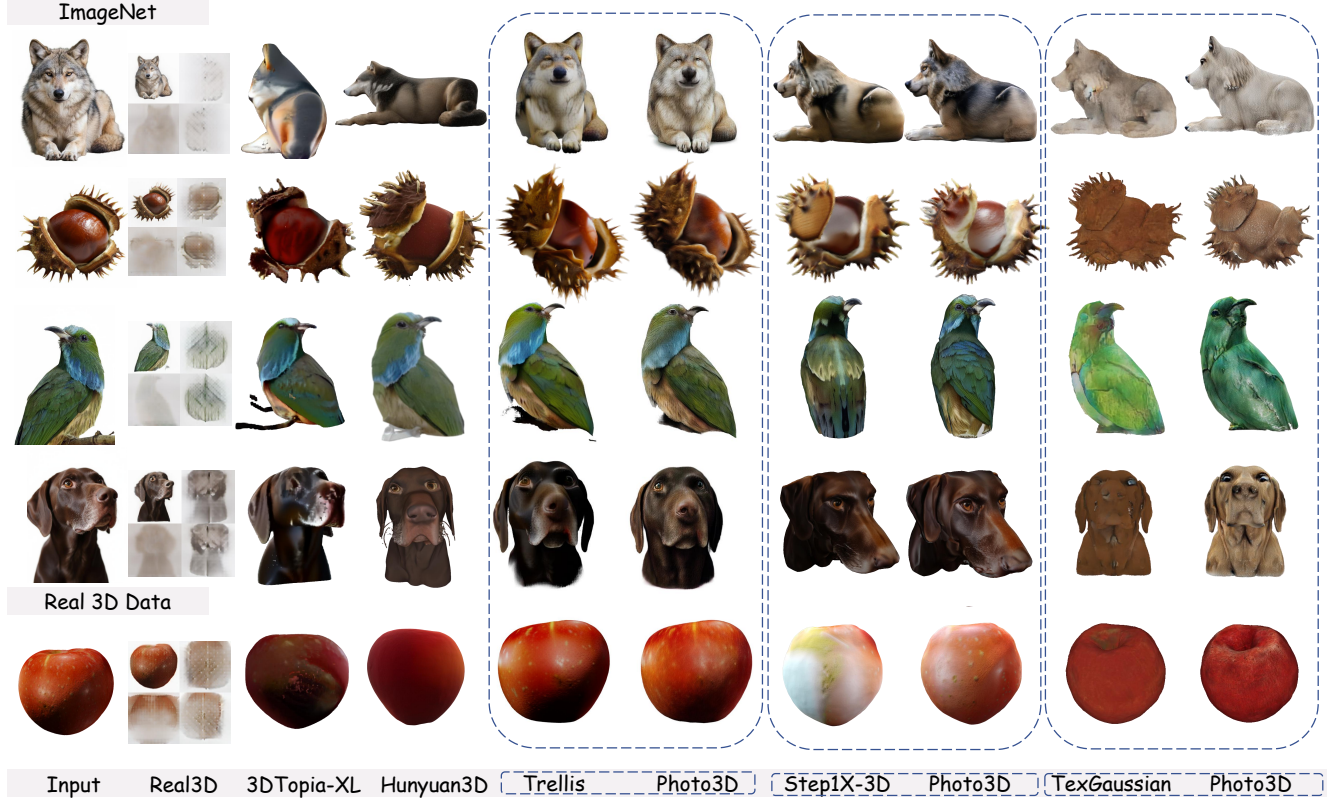 ImageNet
Real 3D Data
Input Real3D 3DTopia-XL Hunyuan3D Trellis Photo3D Step1X-3D Photo3D TexGaussian Photo3D